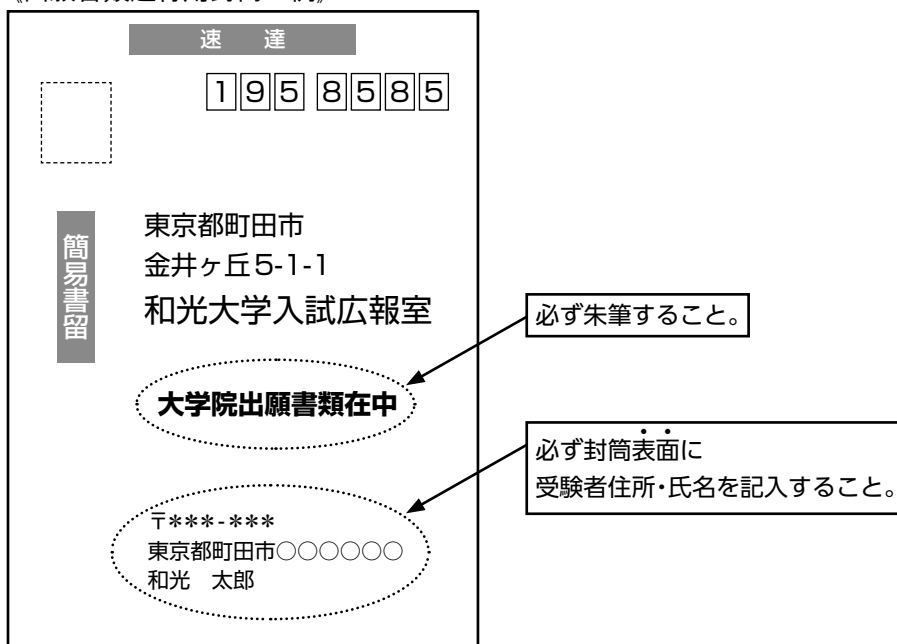 速 達
195 8585
簡易書留
東京都町田市
金井ヶ丘5-1-1
和光大学入試広報室
必ず朱筆すること。
大学院出願書類在中
必ず封筒表面に
受験者住所・氏名を記入すること。
〒***-***
東京都町田市○○○○○○
和光 太郎